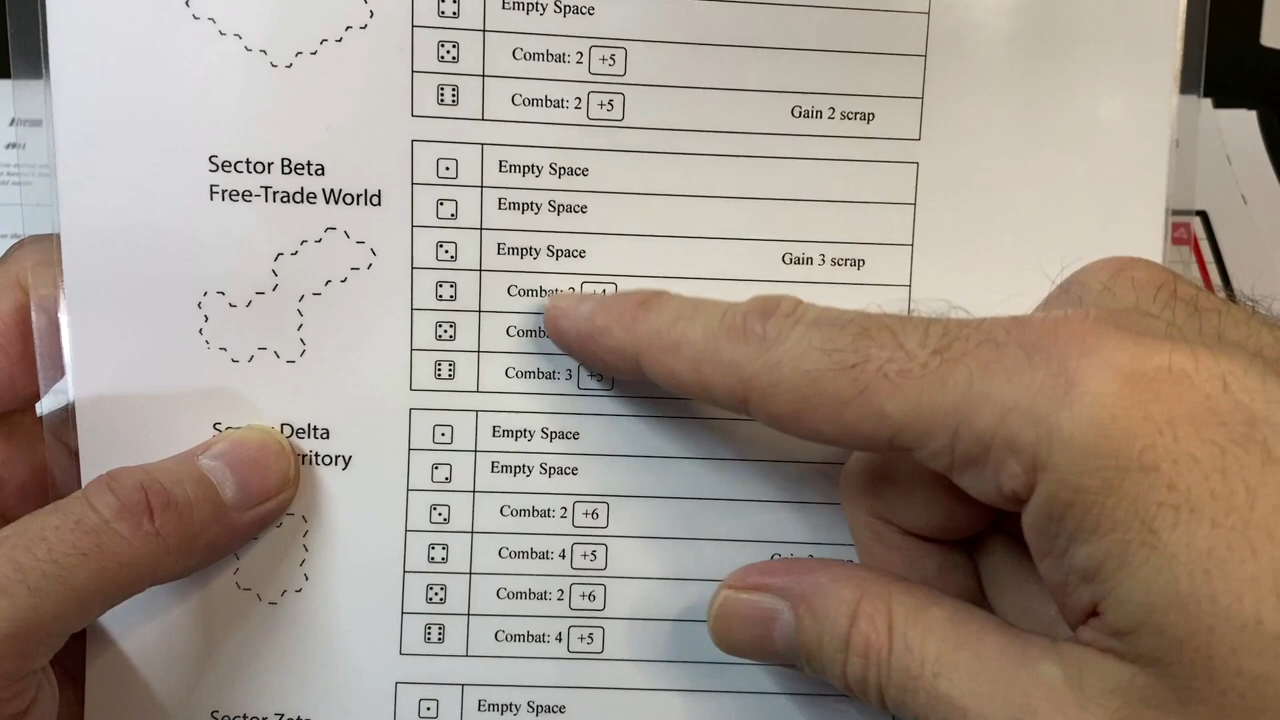 Empty Space
Combat: 2 +5
Combat: 2 +5 Gain 2 scrap
Sector Beta
Free-Trade World
Empty Space
Empty Space
Empty Space Gain 3 scrap
Combat:
+5
Combat: 3
Delta
Empty Space
Empty Space
Combat: 2 +6
Combat: 4 +5
Combat: 2 +6
Combat: 4 +5
Empty Space
Sector